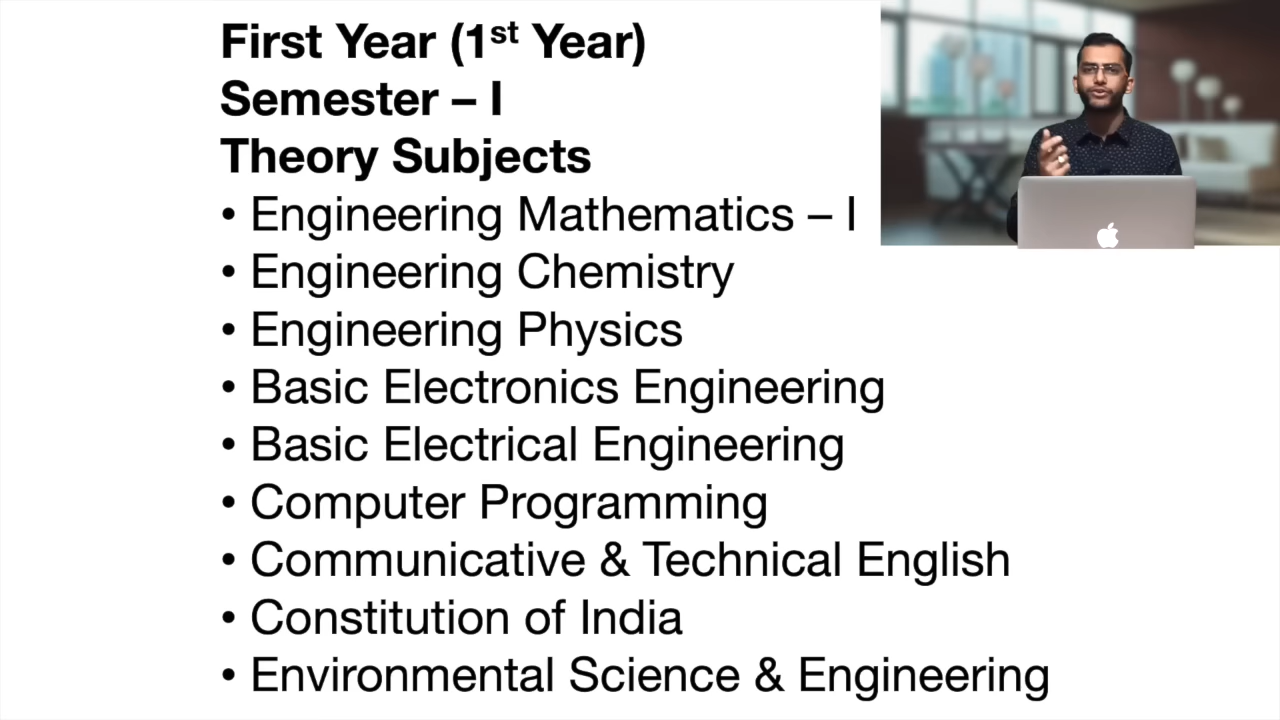 First Year (1st Year)
Semester – I
Theory Subjects
• Engineering Mathematics – I
• Engineering Chemistry
• Engineering Physics
• Basic Electronics Engineering
• Basic Electrical Engineering
• Computer Programming
• Communicative & Technical English
• Constitution of India
• Environmental Science & Engineering